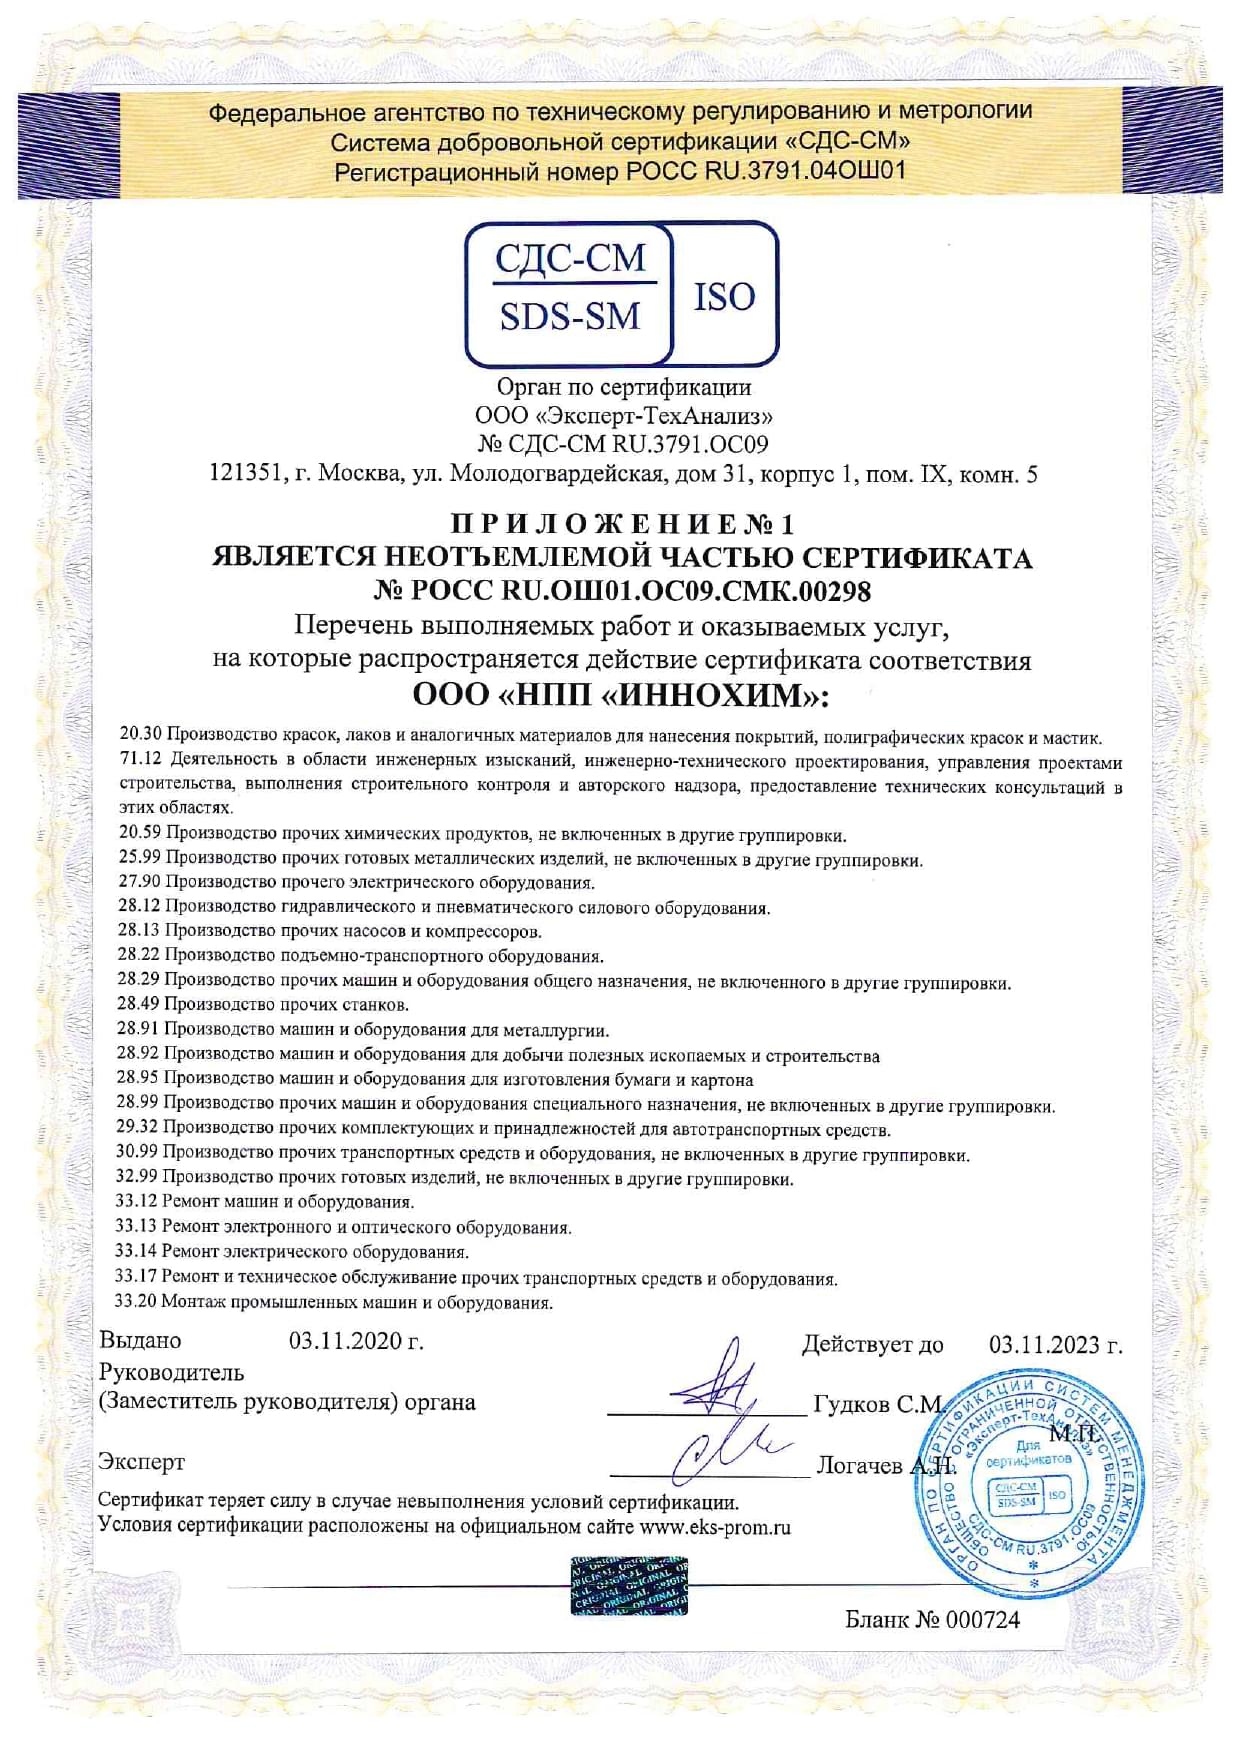 Федеральное агентство по техническому регулированию и метрологии
Система добровольной сертификации «СДС-СМ»
Регистрационный номер РОСС RU.3791.04ОШ01
СДС-СМ
SDS-SM
ISO
Орган по сертификации
ООО «Эксперт-ТехАнализ»
№ СДС-СМ RU.3791.ОС09
121351, г. Москва, ул. Молодогвардейская, дом 31, корпус 1, пом. IX, комн. 5
П Р И Л О Ж Е Н И Е № 1
ЯВЛЯЕТСЯ НЕОТЪЕМЛЕМОЙ ЧАСТЬЮ СЕРТИФИКАТА
№ РОСС RU.ОШ01.ОС09.СМК.00298
Перечень выполняемых работ и оказываемых услуг,
на которые распространяется действие сертификата соответствия
ООО «НПП «ИННОХИМ»:
20.30 Производство красок, лаков и аналогичных материалов для нанесения покрытий, полиграфических красок и мастик.
71.12 Деятельность в области инженерных изысканий, инженерно-технического проектирования, управления проектами
строительства, выполнения строительного контроля и авторского надзора, предоставление технических консультаций в
этих областях.
20.59 Производство прочих химических продуктов, не включенных в другие группировки.
25.99 Производство прочих готовых металлических изделий, не включенных в другие группировки.
27.90 Производство прочего электрического оборудования.
28.12 Производство гидравлического и пневматического силового оборудования.
28.13 Производство прочих насосов и компрессоров.
28.22 Производство подъемно-транспортного оборудования.
28.29 Производство прочих машин и оборудования общего назначения, не включенного в другие группировки.
28.49 Производство прочих станков.
28.91 Производство машин и оборудования для металлургии.
28.92 Производство машин и оборудования для добычи полезных ископаемых и строительства
28.95 Производство машин и оборудования для изготовления бумаги и картона
28.99 Производство прочих машин и оборудования специального назначения, не включенных в другие группировки.
29.32 Производство прочих комплектующих и принадлежностей для автотранспортных средств.
30.99 Производство прочих транспортных средств и оборудования, не включенных в другие группировки.
32.99 Производство прочих готовых изделий, не включенных в другие группировки.
33.12 Ремонт машин и оборудования.
33.13 Ремонт электронного и оптического оборудования.
33.14 Ремонт электрического оборудования.
33.17 Ремонт и техническое обслуживание прочих транспортных средств и оборудования.
33.20 Монтаж промышленных машин и оборудования.
Выдано 03.11.2020 г. Действует до 03.11.2023 г.
Руководитель
(Заместитель руководителя) органа Гудков С.М.
М.П.
Эксперт Логачев А.Н.
ОРГАН ПО СЕРТИФИКАЦИИ СИСТЕМ МЕНЕДЖМЕНТА
ОБЩЕСТВО С ОГРАНИЧЕННОЙ ОТВЕТСТВЕННОСТЬЮ
«Эксперт-ТехАнализ»
Для
сертификатов
СДС-СМ
SDS-SM
ISO
СДС-СМ RU.3791.ОС09
Сертификат теряет силу в случае невыполнения условий сертификации.
Условия сертификации расположены на официальном сайте www.eks-prom.ru
ORIGINAL
Бланк № 000724